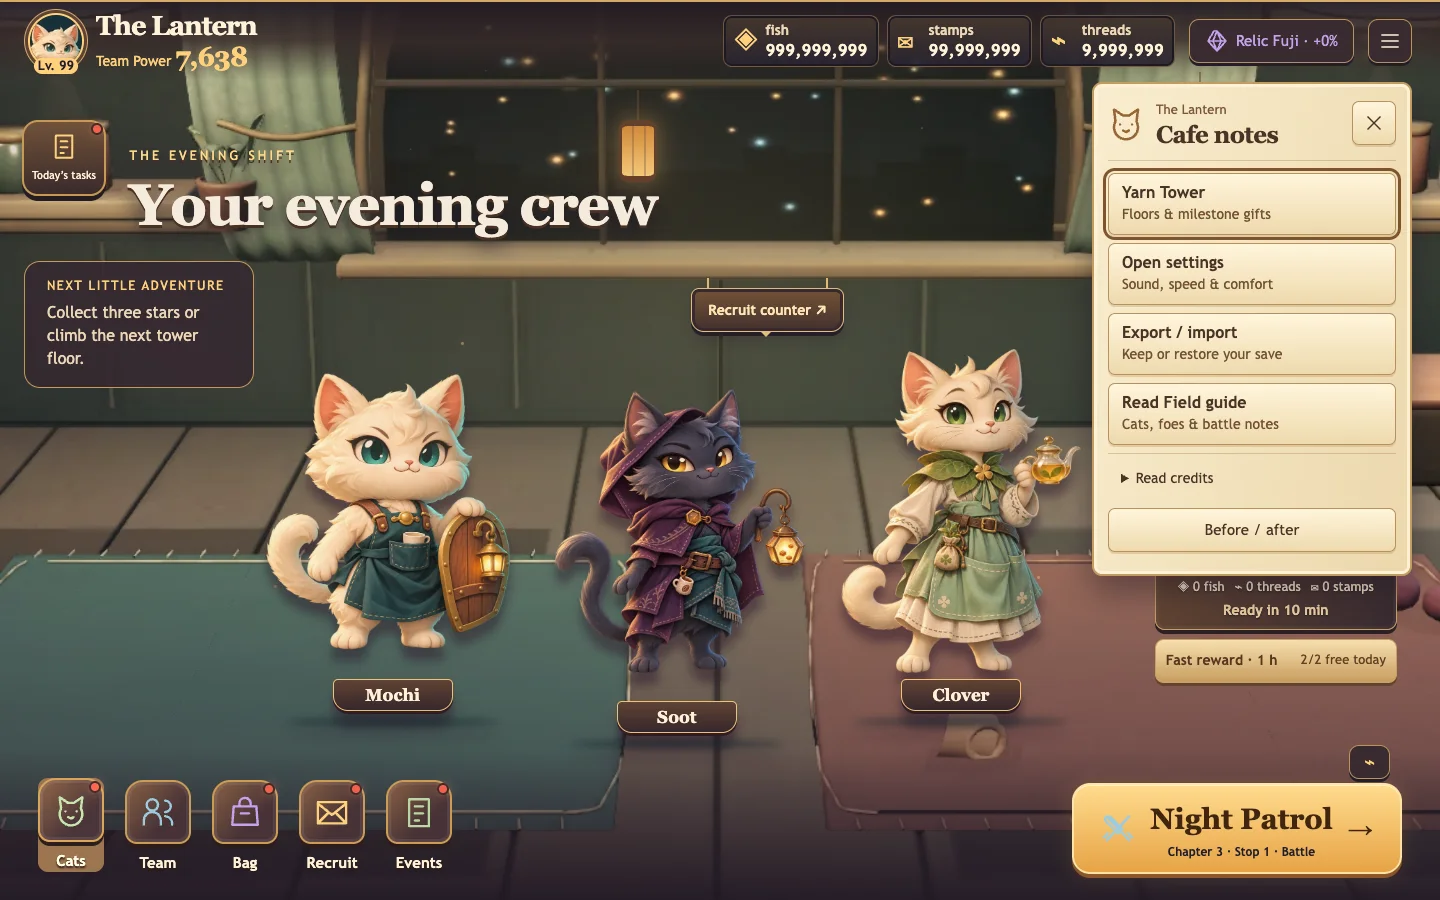 The Lantern
Team Power 7,638
Lv. 99
fish
999,999,999
stamps
99,999,999
threads
9,999,999
Relic Fuji · +0%
Today's tasks
THE EVENING SHIFT
Your evening crew
NEXT LITTLE ADVENTURE
Collect three stars or
climb the next tower
floor.
Recruit counter ↗
The Lantern
Cafe notes
Yarn Tower
Floors & milestone gifts
Open settings
Sound, speed & comfort
Export / import
Keep or restore your save
Read Field guide
Cats, foes & battle notes
▶ Read credits
Before / after
◈ 0 fish ⌁ 0 threads ✉ 0 stamps
Ready in 10 min
Fast reward · 1 h 2/2 free today
Mochi
Soot
Clover
Cats
Team
Bag
Recruit
Events
Night Patrol →
Chapter 3 · Stop 1 · Battle